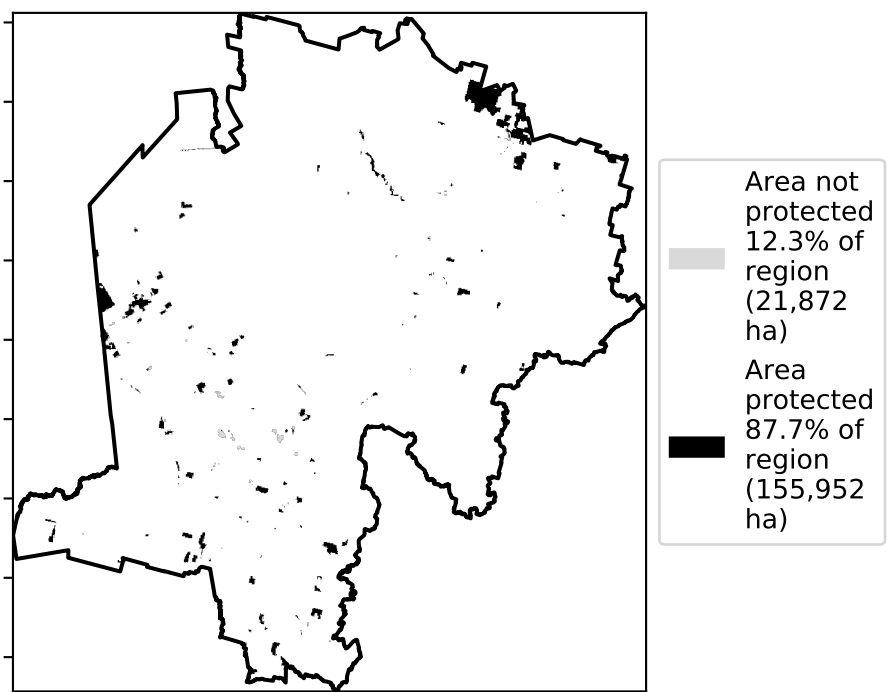 Area not
protected
12.3% of
region
(21,872
ha)
Area
protected
87.7% of
region
(155,952
ha)